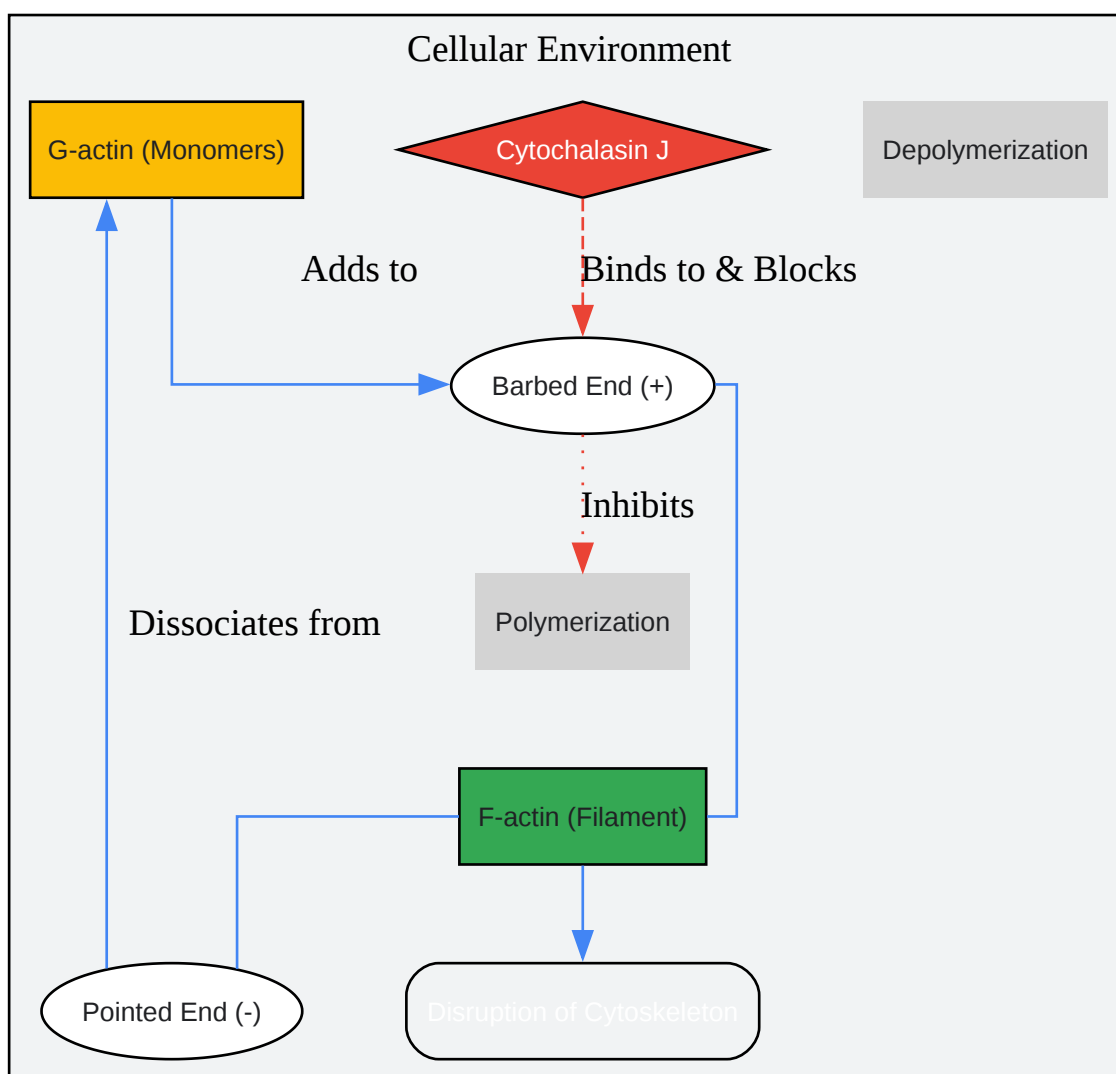 Cellular Environment
G-actin (Monomers)
Cytochalasin J
Depolymerization
Adds to
Binds to & Blocks
Barbed End (+)
Inhibits
Dissociates from
Polymerization
F-actin (Filament)
Pointed End (-)
Disruption of Cytoskeleton